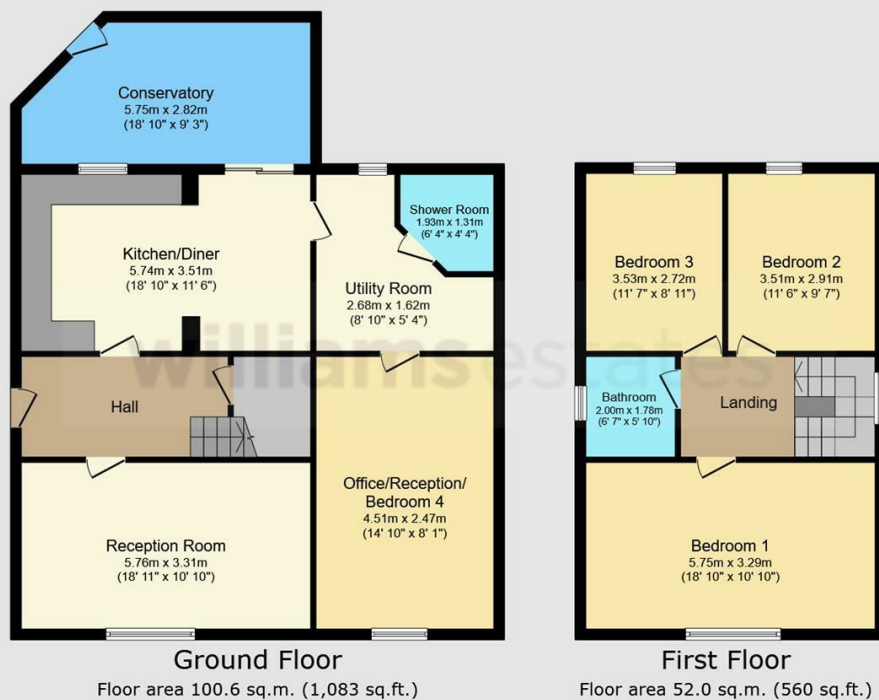 Conservatory
5.75m x 2.82m
(18' 10" x 9' 3")
Kitchen/Diner
5.74m x 3.51m
(18' 10" x 11' 6")
Shower Room
1.93m x 1.31m
(6' 4" x 4' 4")
Utility Room
2.68m x 1.62m
(8' 10" x 5' 4")
Hall
Office/Reception/
Bedroom 4
4.51m x 2.47m
(14' 10" x 8' 1")
Reception Room
5.76m x 3.31m
(18' 11" x 10' 10")
Ground Floor
Floor area 100.6 sq.m. (1,083 sq.ft.)
Bedroom 3
3.53m x 2.72m
(11' 7" x 8' 11")
Bedroom 2
3.51m x 2.91m
(11' 6" x 9' 7")
Bathroom
2.00m x 1.78m
(6' 7" x 5' 10")
Landing
Bedroom 1
5.75m x 3.29m
(18' 10" x 10' 10")
First Floor
Floor area 52.0 sq.m. (560 sq.ft.)
williams estates